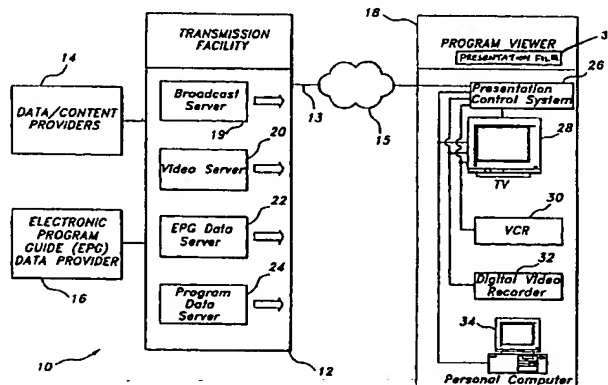 14
DATA/CONTENT
PROVIDERS
ELECTRONIC
PROGRAM
GUIDE (EPG)
DATA PROVIDER
16
10
TRANSMISSION
FACILITY
Broadcast
Server
19
20
Video Server
22
EPG Data
Server
24
Program Data
Server
12
13
15
18
PROGRAM VIEWER
3
PRESENTATION FILE
26
Presentation
Control System
28
TV
30
VCR
32
Digital Video
Recorder
34
Personal Computer